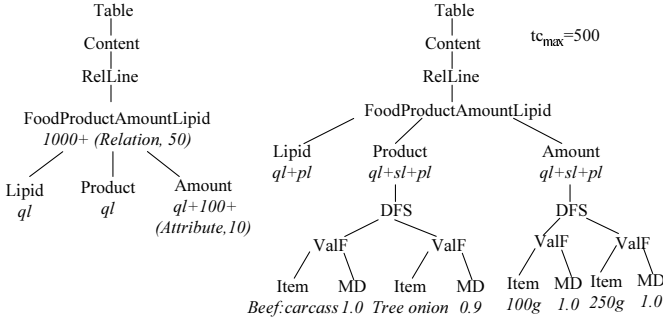 Table
Content
RelLine
FoodProductAmountLipid
1000+ (Relation, 50)
Lipid Product Amount
ql ql ql+100+
(Attribute,10)
Table
Content
RelLine
tcmax=500
FoodProductAmountLipid
Lipid Product Amount
ql+pl ql+sl+pl ql+sl+pl
DFS DFS
ValF ValF ValF ValF
Item MD Item MD Item MD Item MD
Beef:carcass 1.0 Tree onion 0.9 100g 1.0 250g 1.0